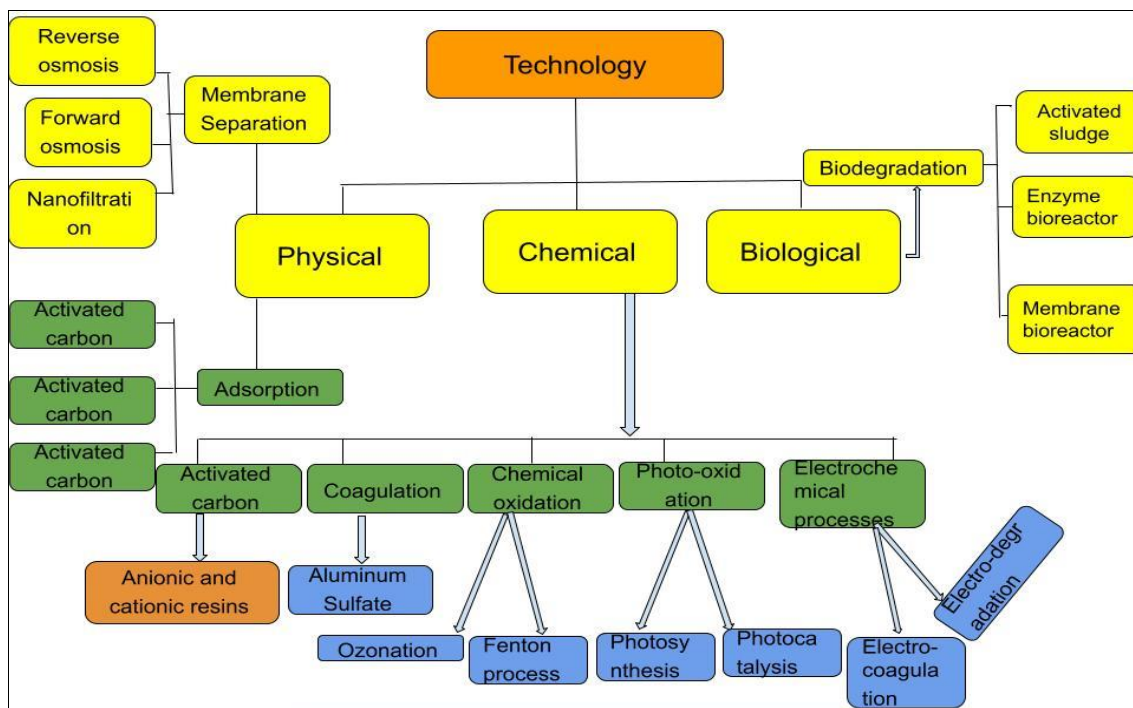 Technology
Reverse
osmosis
Membrane
Separation
Forward
osmosis
Nanofiltrati
on
Activated
sludge
Biodegradation
Enzyme
bioreactor
Membrane
bioreactor
Physical
Chemical
Biological
Activated
carbon
Activated
carbon
Activated
carbon
Adsorption
Activated
carbon
Coagulation
Chemical
oxidation
Photo-oxid
ation
Electroche
mical
processes
Anionic and
cationic resins
Aluminum
Sulfate
Ozonation
Fenton
process
Photosy
nthesis
Photoca
talysis
Electro-
coagula
tion
Electro-degr
adation